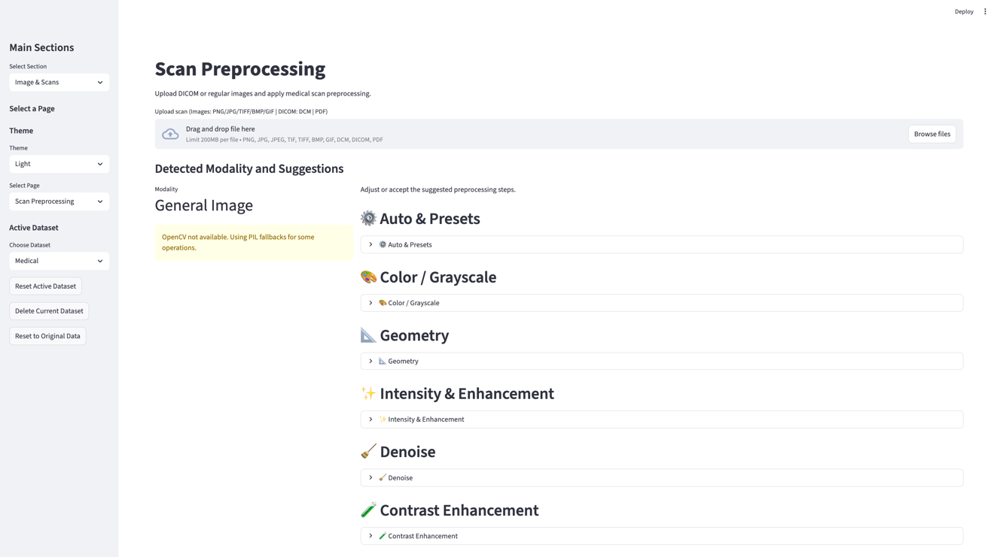 Deploy
Main Sections
Select Section
Image & Scans
Select a Page
Theme
Theme
Light
Select Page
Scan Preprocessing
Active Dataset
Choose Dataset
Medical
Reset Active Dataset
Delete Current Dataset
Reset to Original Data
Scan Preprocessing
Upload DICOM or regular images and apply medical scan preprocessing.
Upload scan (Images: PNG/JPG/TIFF/BMP/GIF | DICOM: DCM | PDF)
Drag and drop file here
Limit 200MB per file • PNG, JPG, JPEG, TIF, TIFF, BMP, GIF, DCM, DICOM, PDF
Browse files
Detected Modality and Suggestions
Modality
General Image
OpenCV not available. Using PIL fallbacks for some
operations.
Adjust or accept the suggested preprocessing steps.
⚙️ Auto & Presets
⚙️ Auto & Presets
🎨 Color / Grayscale
🎨 Color / Grayscale
📐 Geometry
📐 Geometry
✨ Intensity & Enhancement
✨ Intensity & Enhancement
🧹 Denoise
🧹 Denoise
🧪 Contrast Enhancement
🧪 Contrast Enhancement